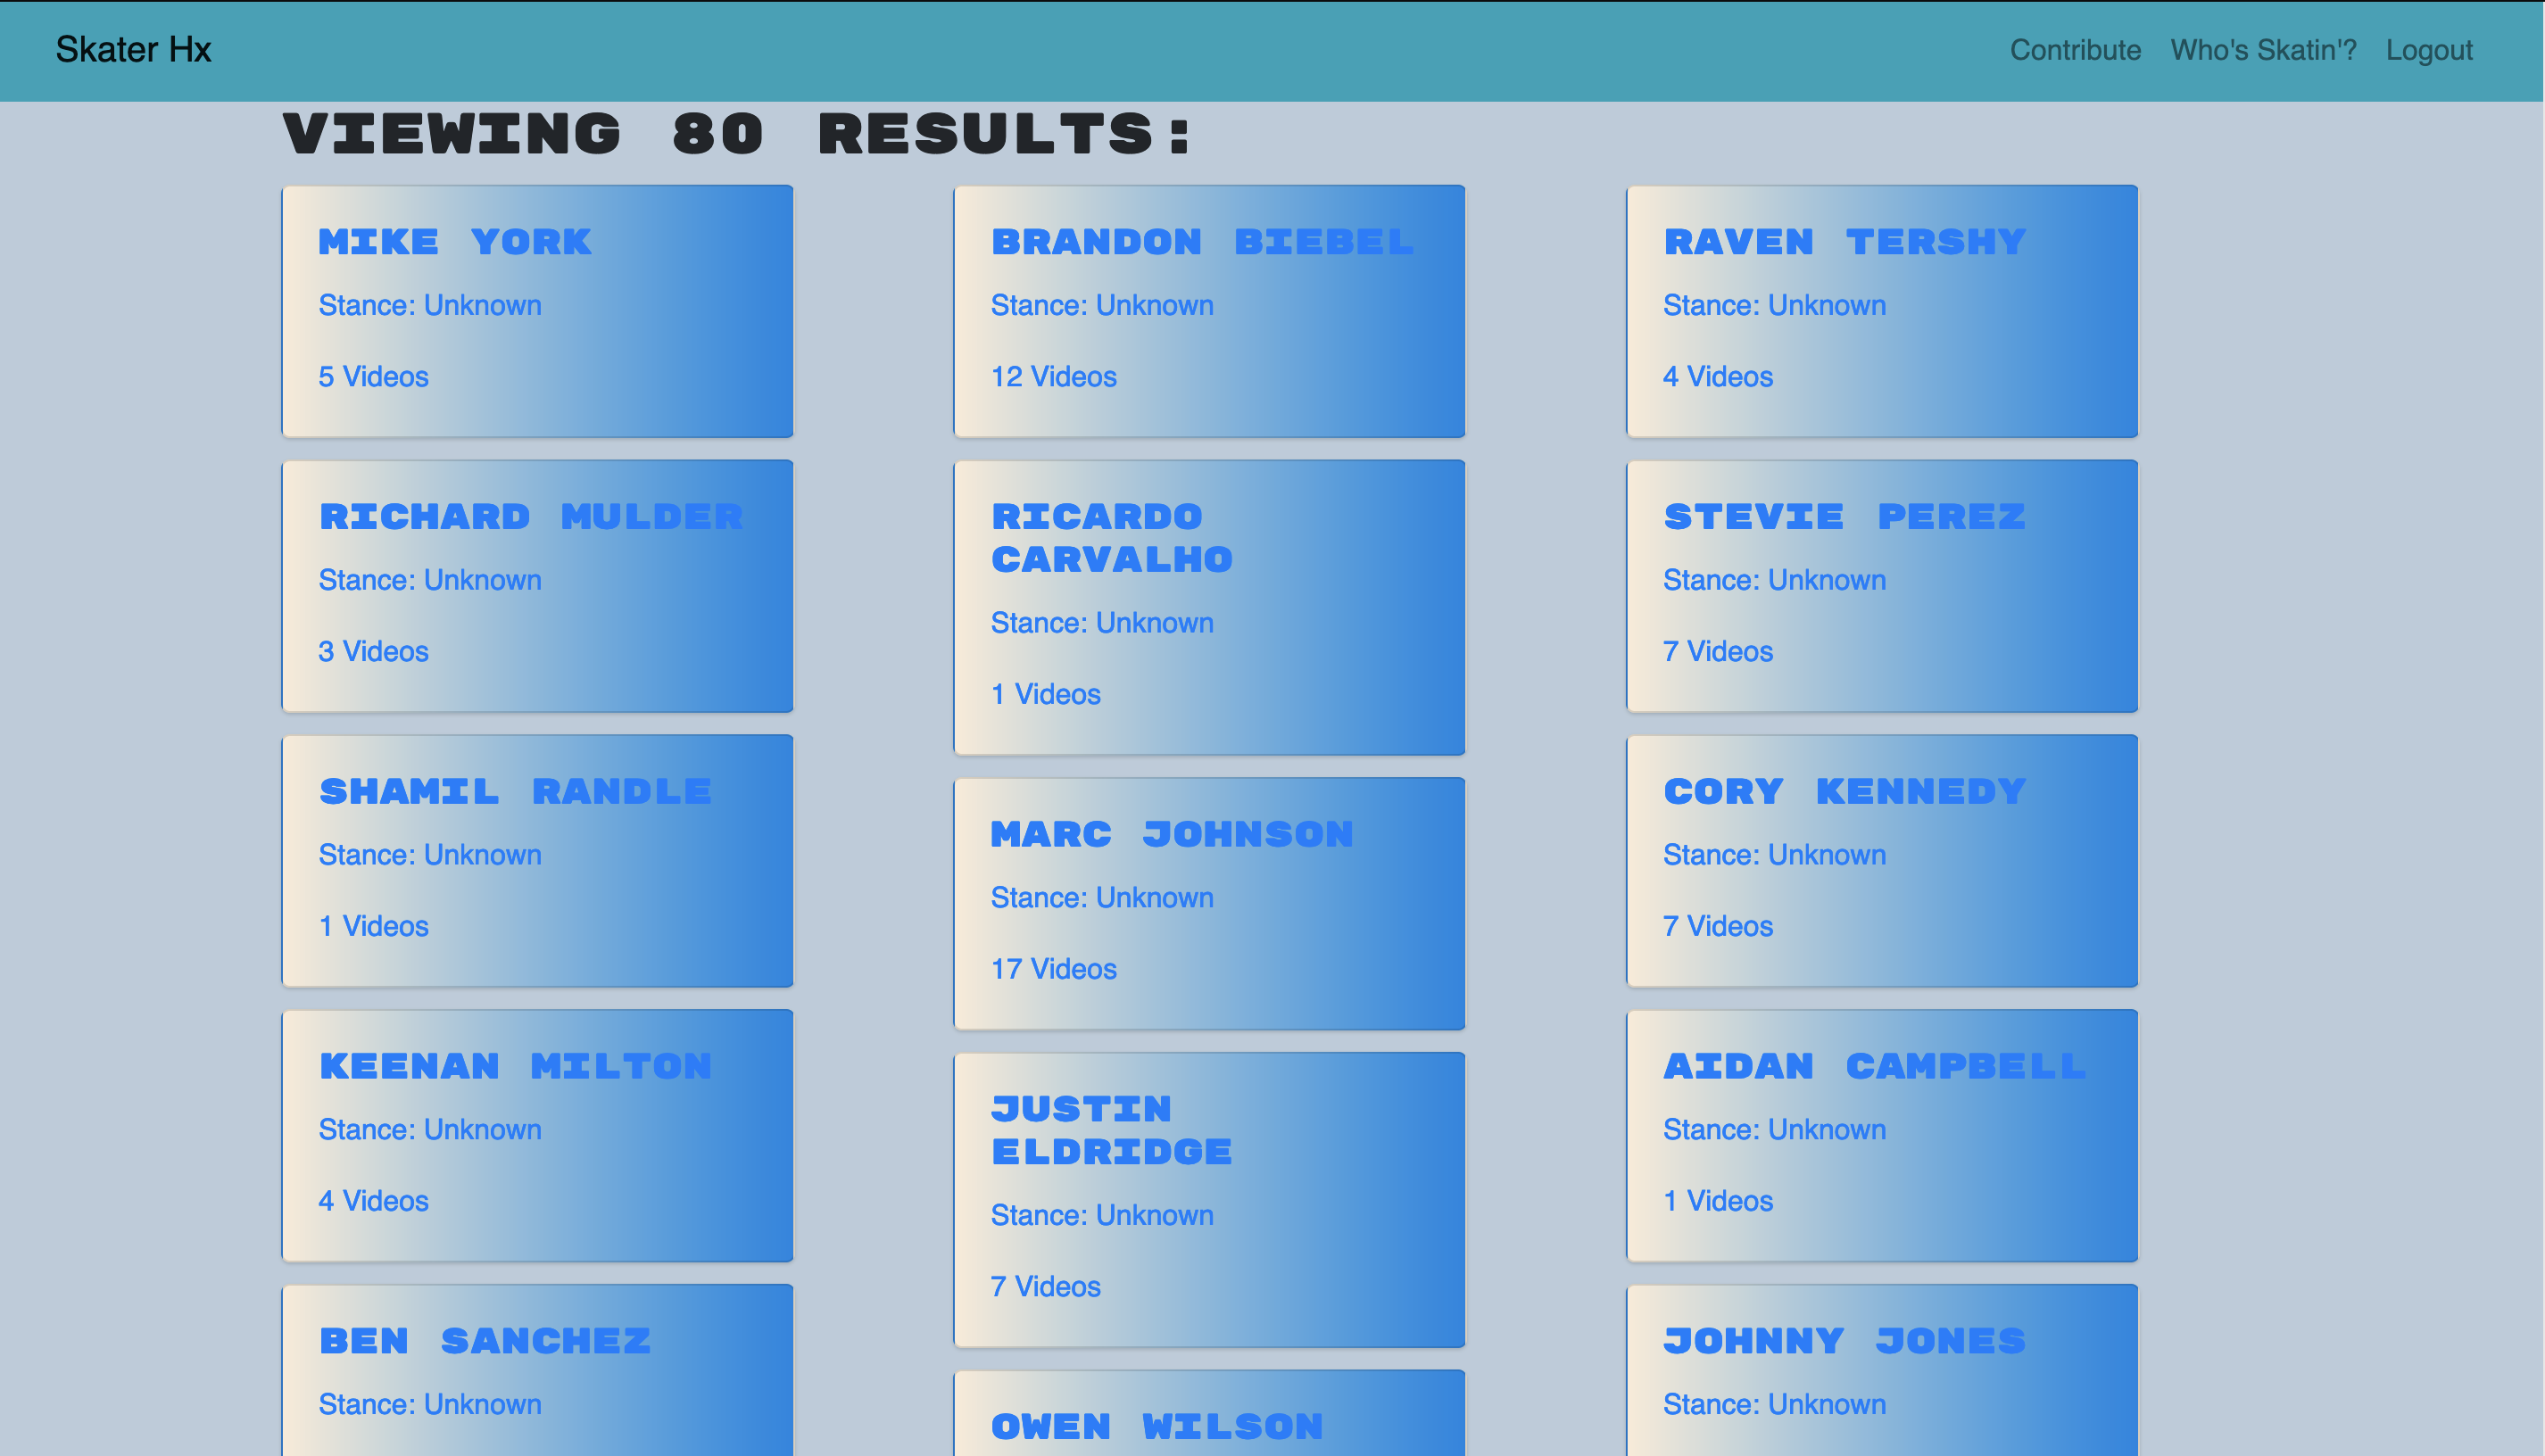 Skater Hx
Contribute
Who's Skatin'?
Logout
VIEWING 80 RESULTS:
MIKE YORK
Stance: Unknown
5 Videos
RICHARD MULDER
Stance: Unknown
3 Videos
SHAMIL RANDLE
Stance: Unknown
1 Videos
KEENAN MILTON
Stance: Unknown
4 Videos
BEN SANCHEZ
Stance: Unknown
BRANDON BIEBEL
Stance: Unknown
12 Videos
RICARDO
CARVALHO
Stance: Unknown
1 Videos
MARC JOHNSON
Stance: Unknown
17 Videos
JUSTIN
ELDRIDGE
Stance: Unknown
7 Videos
OWEN WILSON
RAVEN TERSHY
Stance: Unknown
4 Videos
STEVIE PEREZ
Stance: Unknown
7 Videos
CORY KENNEDY
Stance: Unknown
7 Videos
AIDAN CAMPBELL
Stance: Unknown
1 Videos
JOHNNY JONES
Stance: Unknown